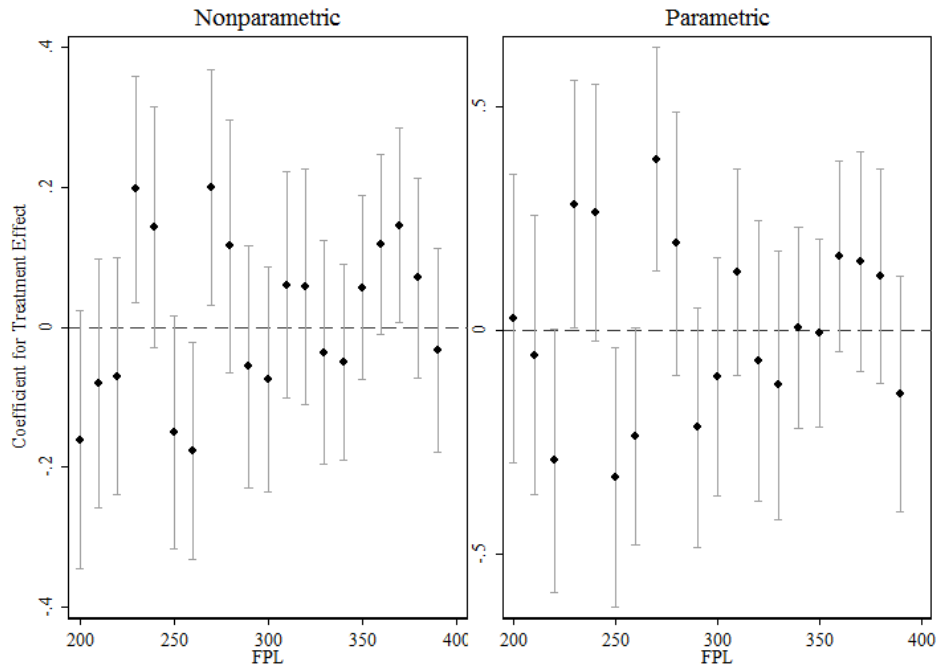 Nonparametric
Coefficient for Treatment Effect
.4
.2
0
-.2
-.4
200 250 300 350 400
FPL
Parametric
.5
0
-.5
200 250 300 350 400
FPL